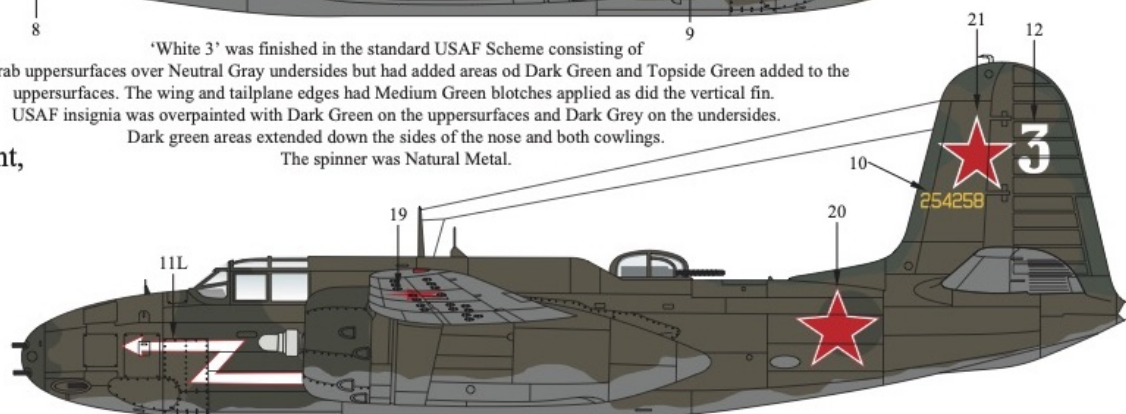 8
9
‘White 3’ was finished in the standard USAF Scheme consisting of
rab uppersurfaces over Neutral Gray undersides but had added areas od Dark Green and Topside Green added to the
uppersurfaces. The wing and tailplane edges had Medium Green blotches applied as did the vertical fin.
USAF insignia was overpainted with Dark Green on the uppersurfaces and Dark Grey on the undersides.
Dark green areas extended down the sides of the nose and both cowlings.
nt,
The spinner was Natural Metal.
21
12
3
10
254258
19
20
11L